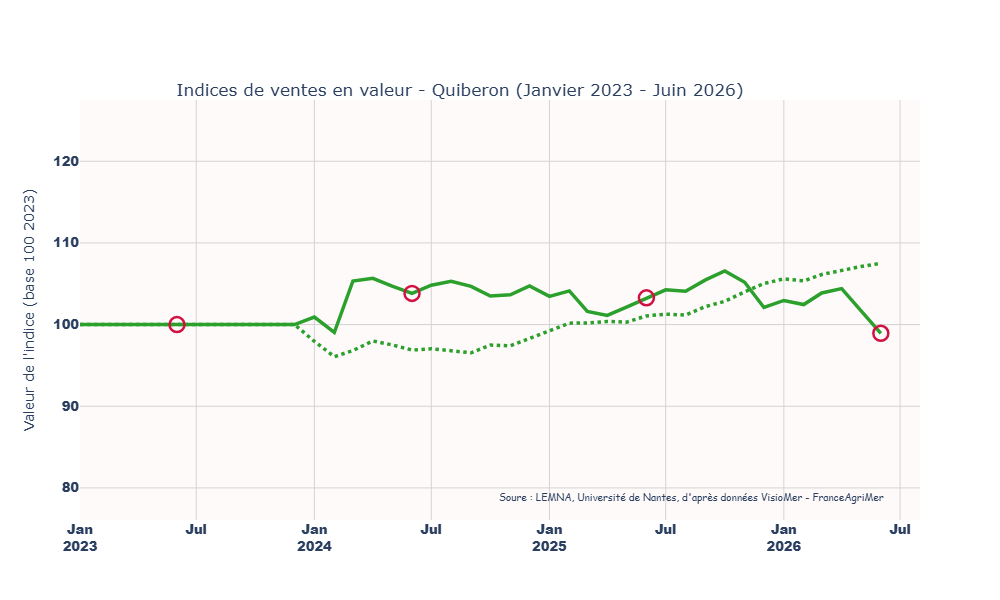 Indices de ventes en valeur - Quiberon (Janvier 2023 - Juin 2026)
Valeur de l'indice (base 100 2023)
120
110
100
90
80
Soure : LEMNA, Université de Nantes, d'après données VisioMer - FranceAgriMer
Jan Jul Jan Jul Jan Jul Jan Jul
2023 2024 2025 2026